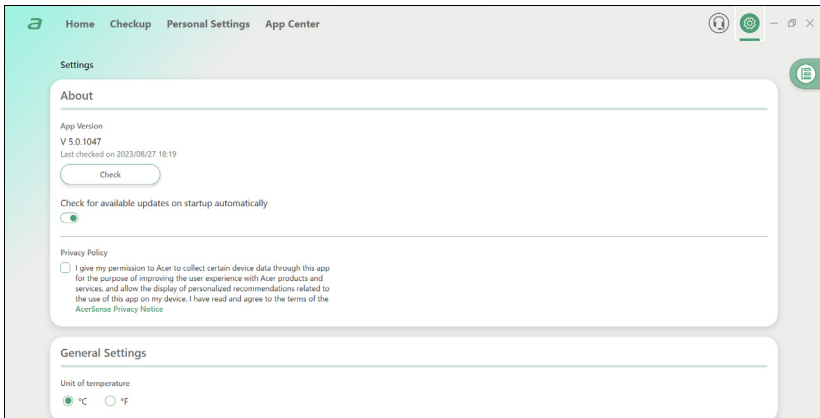 a Home Checkup Personal Settings App Center
Settings
About
App Version
V 5.0.1047
Last checked on 2023/08/27 18:19
Check
Check for available updates on startup automatically
Privacy Policy
I give my permission to Acer to collect certain device data through this app
for the purpose of improving the user experience with Acer products and
services, and allow the display of personalized recommendations related to
the use of this app on my device. I have read and agree to the terms of the
AcerSense Privacy Notice
General Settings
Unit of temperature
°C °F